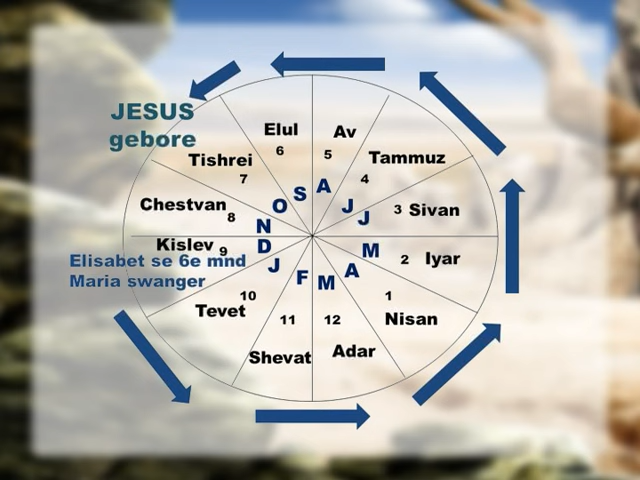 JESUS
gebore
Elul
6
Av
5
Tishrei
7
Tammuz
4
Chestvan
8
3 Sivan
Kislev 9
2 Iyar
Elisabet se 6e mnd
Maria swanger
10
Tevet
1
Nisan
11
Shevat
12
Adar
S
A
O
J
N
J
D
M
J
A
F
M